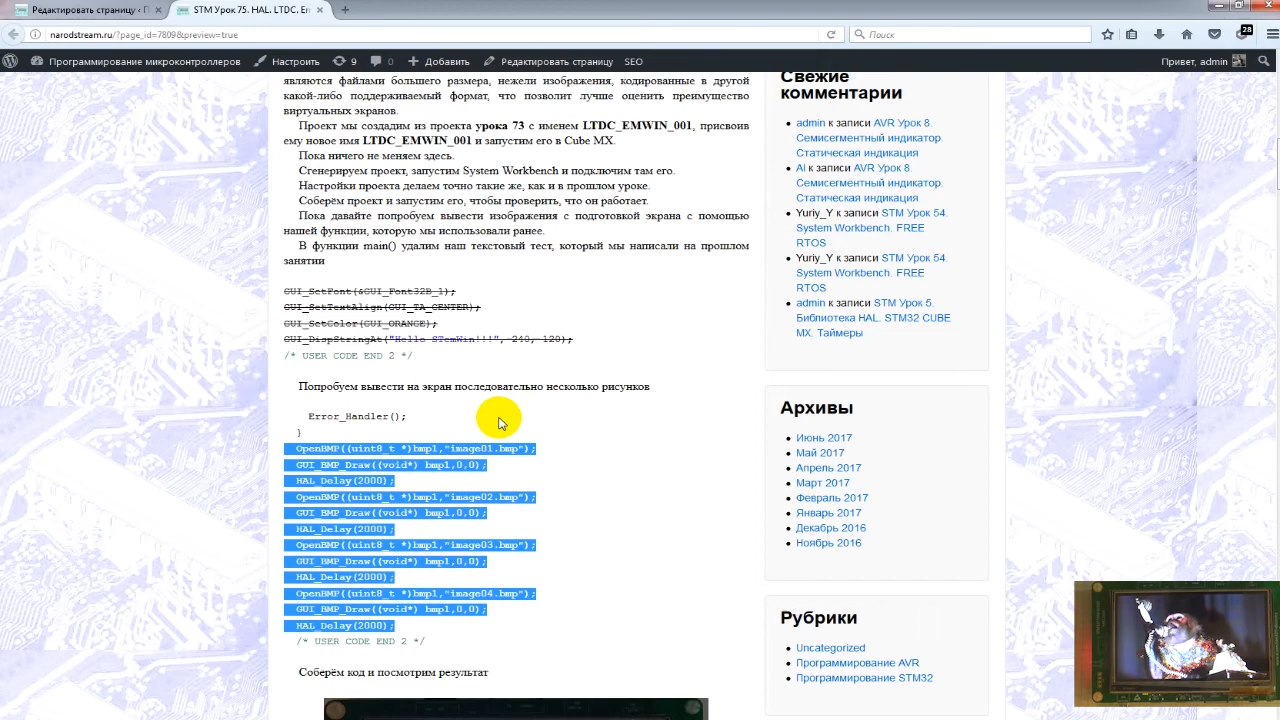 Редактировать страницу ‹ П
STM Урок 75. HAL. LTDC. En
narodstream.ru/?page_id=7809&preview=true
Поиск
28
Программирование микроконтроллеров
Настройки
9
0
Добавить
Редактировать страницу
SEO
Привет, admin
являются файлами большего размера, нежели изображения, кодированные в другой
какой-либо поддерживаемый формат, что позволит лучше оценить преимущество
виртуальных экранов.
Проект мы создадим из проекта урока 73 с именем LTDC_EMWIN_001, присвоив
ему новое имя LTDC_EMWIN_001 и запустим его в Cube MX.
Пока ничего не меняем здесь.
Сгенерируем проект, запустим System Workbench и подключим там его.
Настройки проекта делаем точно такие же, как и в прошлом уроке.
Соберём проект и запустим его, чтобы проверить, что он работает.
Пока давайте попробуем вывести изображения с подготовкой экрана с помощью
нашей функции, которую мы использовали ранее.
В функции main() удалим наш текстовый тест, который мы написали на прошлом
занятии
GUI_SetFont(&GUI_Font32B_1);
GUI_SetTextAlign(GUI_TA_CENTER);
GUI_SetColor(GUI_ORANGE);
GUI_DispStringAt("Hello STemWin!!!", 240, 120);
/* USER CODE END 2 */
Попробуем вывести на экран последовательно несколько рисунков
Error_Handler();
}
OpenBMP((uint8_t *)bmp1,"image01.bmp");
GUI_BMP_Draw((void*) bmp1,0,0);
HAL_Delay(2000);
OpenBMP((uint8_t *)bmp1,"image02.bmp");
GUI_BMP_Draw((void*) bmp1,0,0);
HAL_Delay(2000);
OpenBMP((uint8_t *)bmp1,"image03.bmp");
GUI_BMP_Draw((void*) bmp1,0,0);
HAL_Delay(2000);
OpenBMP((uint8_t *)bmp1,"image04.bmp");
GUI_BMP_Draw((void*) bmp1,0,0);
HAL_Delay(2000);
/* USER CODE END 2 */
Соберём код и посмотрим результат
Свежие
комментарии
admin к записи AVR Урок 8.
Семисегментный индикатор.
Статическая индикация
Al к записи AVR Урок 8.
Семисегментный индикатор.
Статическая индикация
Yuriy_Y к записи STM Урок 54.
System Workbench. FREE
RTOS
Yuriy_Y к записи STM Урок 54.
System Workbench. FREE
RTOS
admin к записи STM Урок 5.
Библиотека HAL. STM32 CUBE
MX. Таймеры
Архивы
Июнь 2017
Май 2017
Апрель 2017
Март 2017
Февраль 2017
Январь 2017
Декабрь 2016
Ноябрь 2016
Рубрики
Uncategorized
Программирование AVR
Программирование STM32